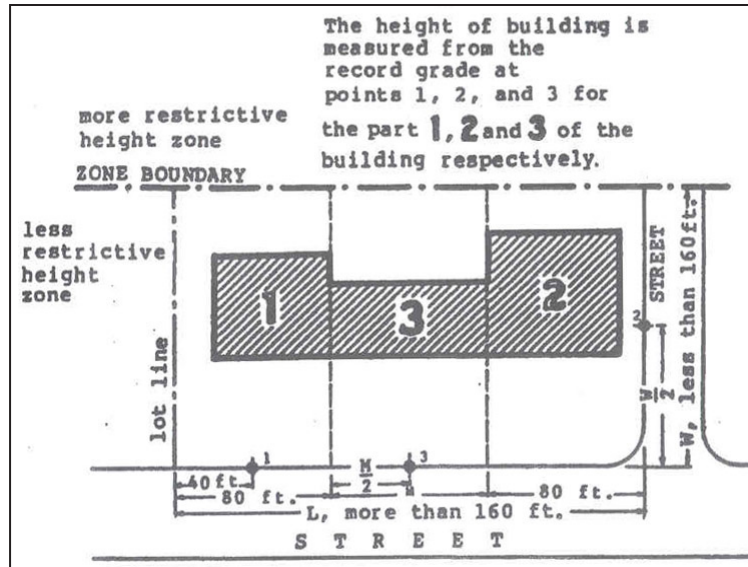 The height of building is
measured from the
record grade at
points 1, 2, and 3 for
the part 1, 2 and 3 of the
building respectively.
more restrictive
height zone
ZONE BOUNDARY
less
restrictive
height
zone
lot line
1
3
2
STREET
W, less than 160ft.
2
W
2
1
3
40 ft.
M
2
80 ft.
M
80 ft.
L, more than 160 ft.
S T R E E T